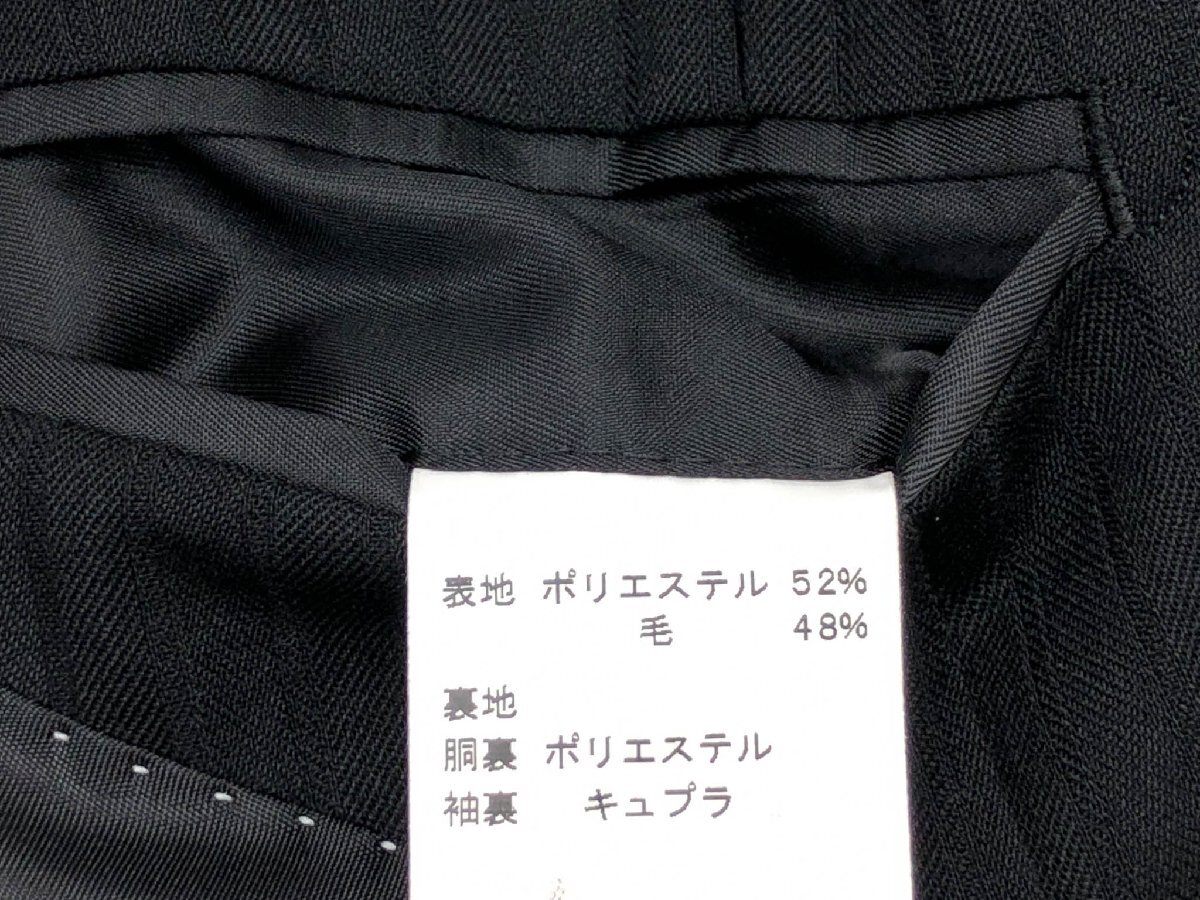 表地 ポリエステル 52%
毛 48%
裏地
胴裏 ポリエステル
袖裏 キュプラ